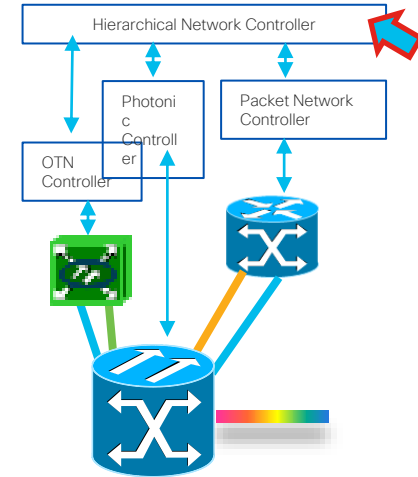 Hierarchical Network Controller
Photoni
c
Controll
er
Packet Network
Controller
OTN
Controller